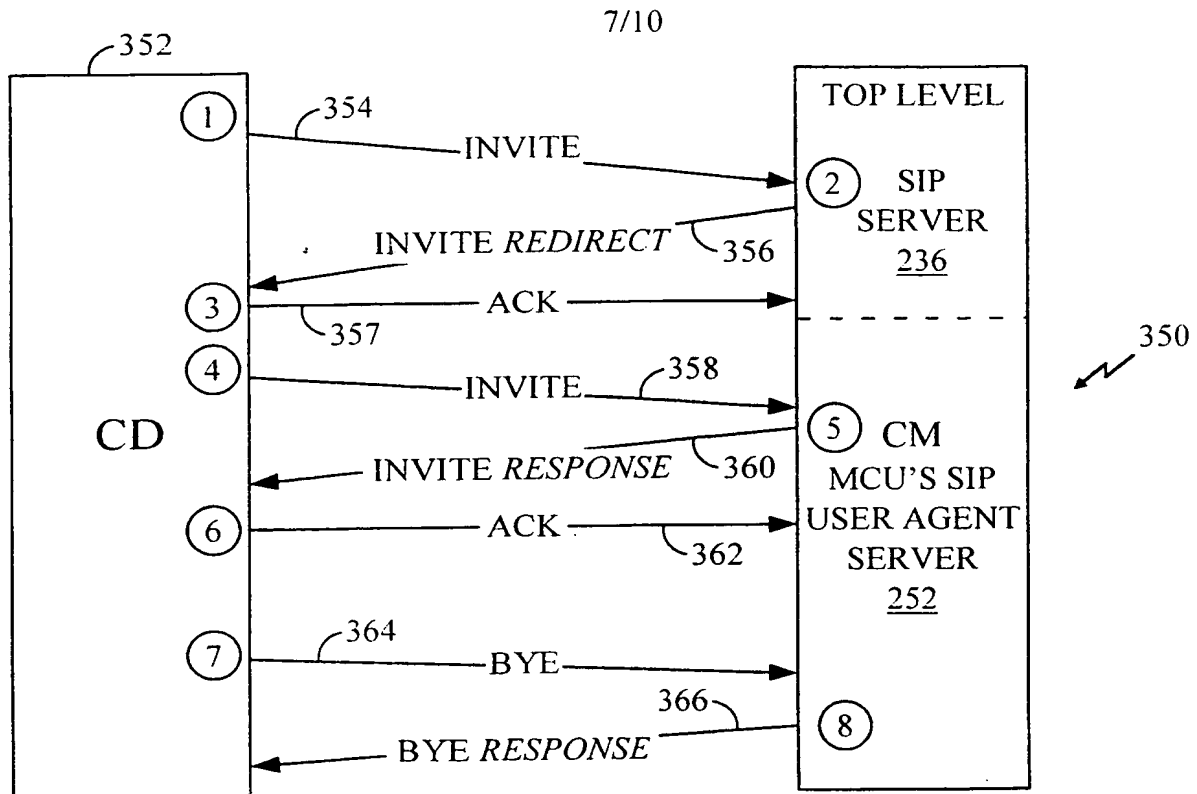 7/10
352
TOP LEVEL
1
354
INVITE
2
SIP
SERVER
236
INVITE REDIRECT
356
3
ACK
357
350
4
358
INVITE
CD
5
CM
MCU'S SIP
USER AGENT
SERVER
252
INVITE RESPONSE
360
6
ACK
362
7
364
BYE
366
8
BYE RESPONSE